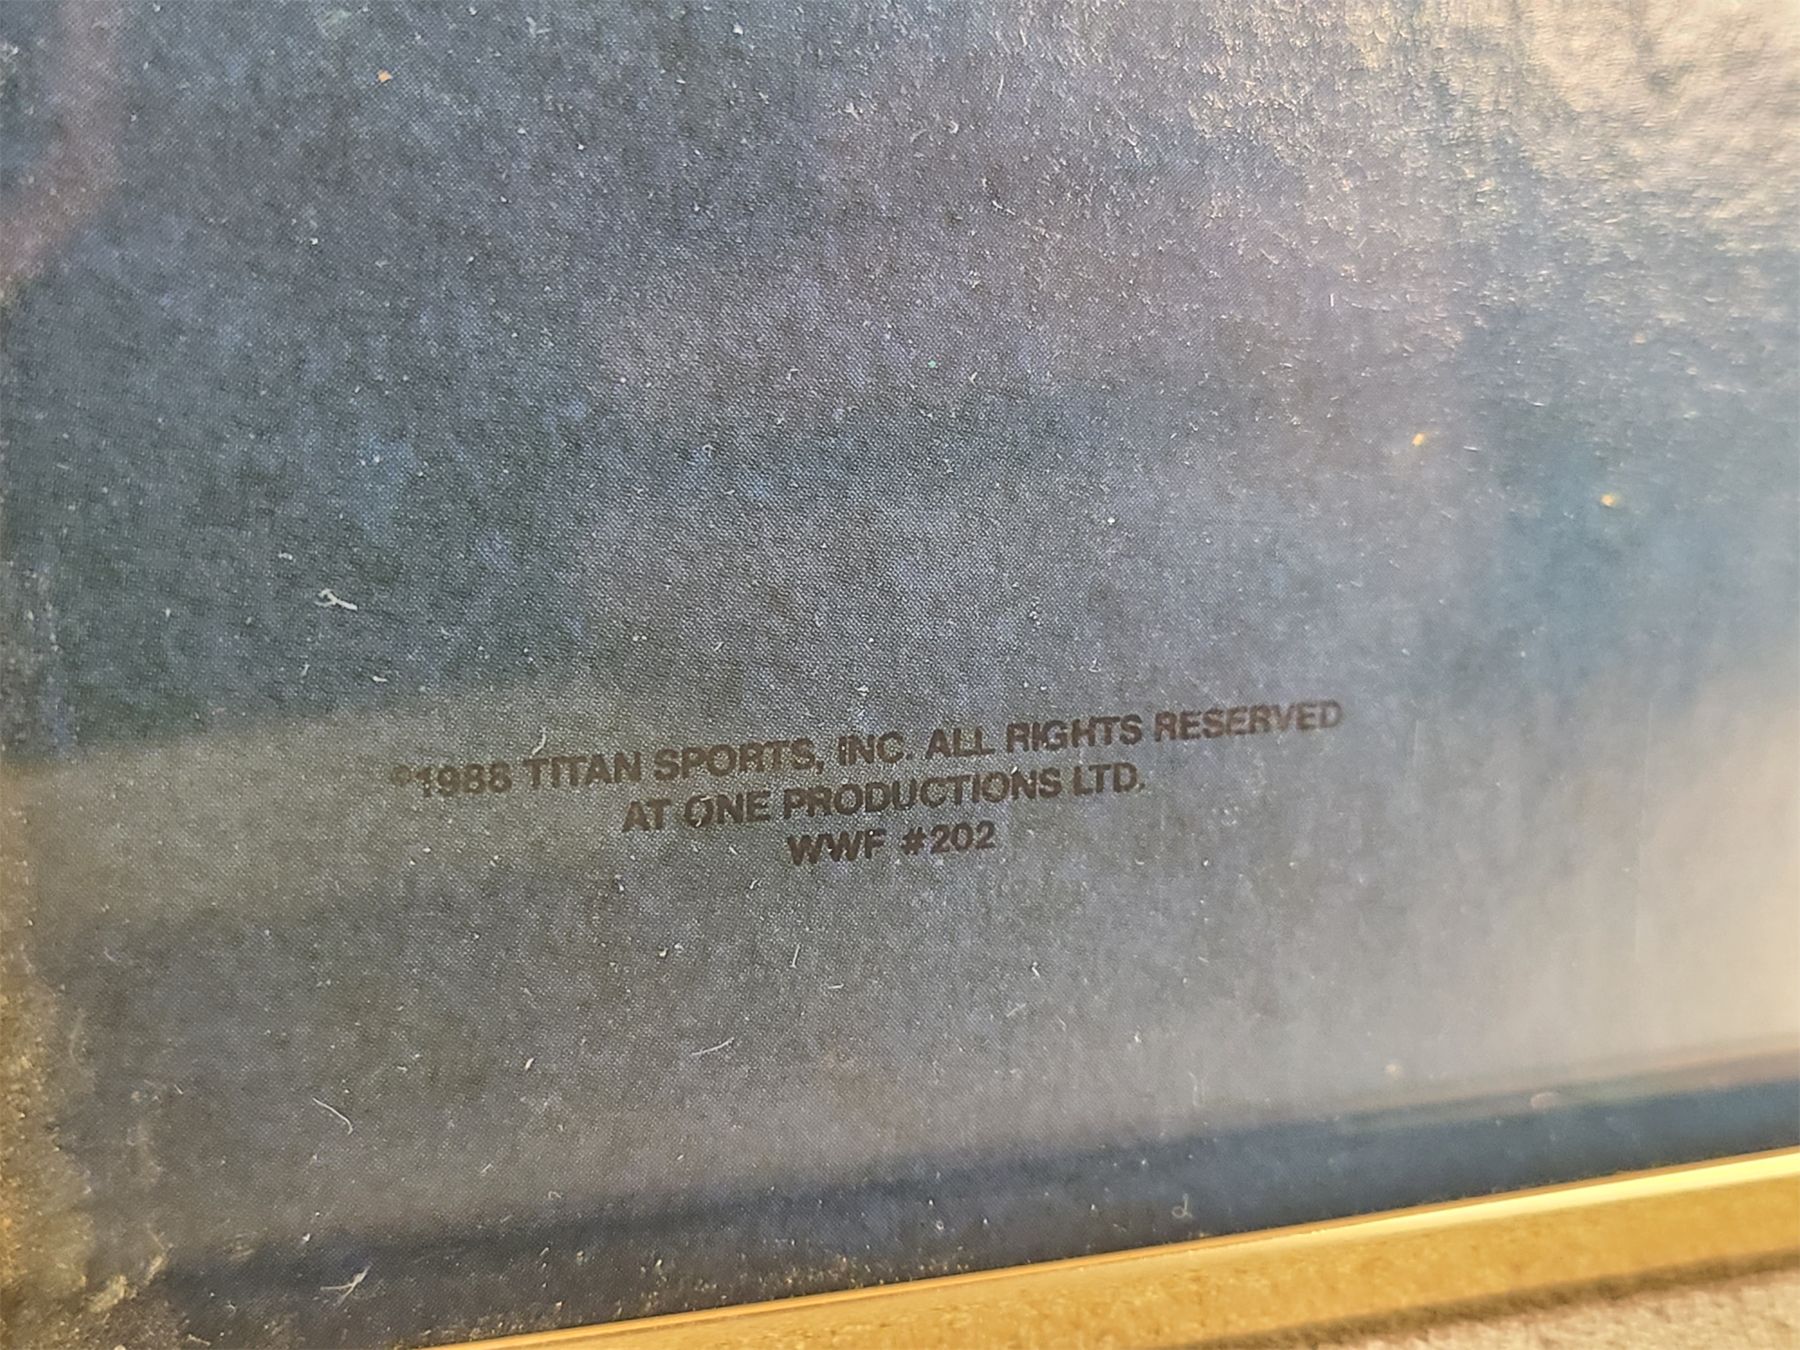 ©1988 TITAN SPORTS, INC. ALL RIGHTS RESERVED
AT ONE PRODUCTIONS LTD.
WWF #202